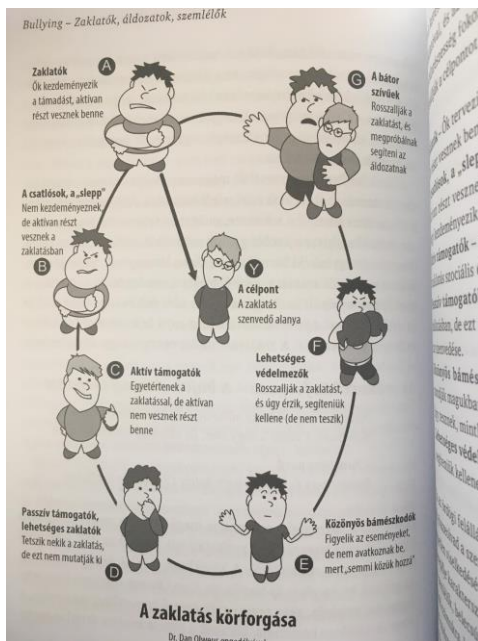 Bullying – Zaklatók, áldozatok, szemlélők
A
Zaklatók
Ők kezdeményezik
a támadást, aktívan
részt vesznek benne
G
A bátor
szívűek
Rosszallják a
zaklatást, és
megpróbálnak
segíteni az
áldozatnak
A csatlósok, a „slepp"
Nem kezdeményeznek,
de aktívan részt
vesznek a
zaklatásban
B
Y
A célpont
A zaklatás
szenvedő alanya
C
Aktív támogatók
Egyetértenek a
zaklatással, de aktívan
nem vesznek részt
benne
F
Lehetséges
védelmezők
Rosszallják a zaklatást,
és úgy érzik, segíteniük
kellene (de nem teszik)
Passzív támogatók,
lehetséges zaklatók
Tetszik nekik a zaklatás,
de ezt nem mutatják ki
D
E
Közönyös bámészkodók
Figyelik az eseményeket,
de nem avatkoznak be,
mert „semmi közük hozzá"
A zaklatás körforgása
Dr. Dan Olweus